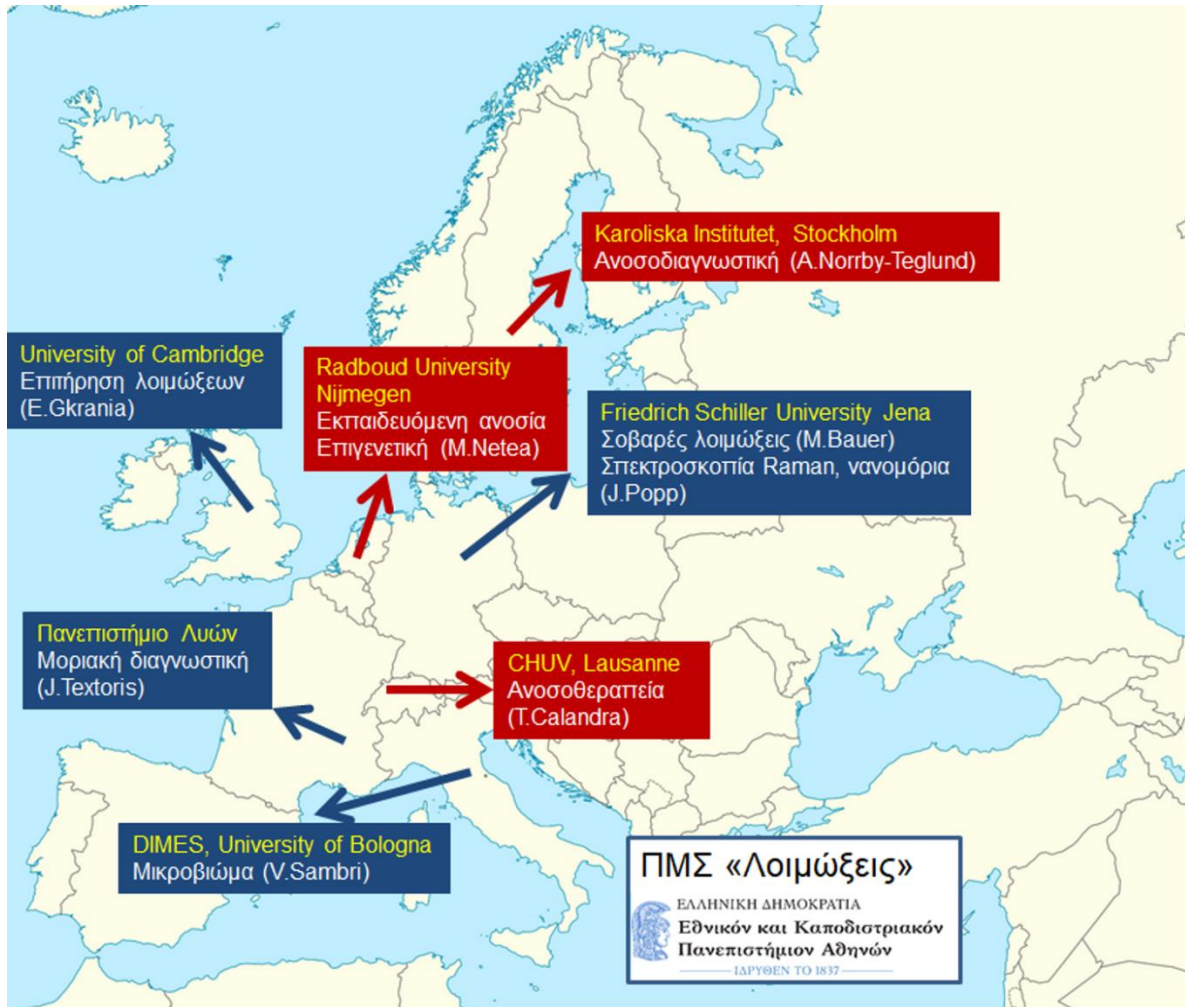 Karoliska Institutet, Stockholm
Ανοσοδιαγνωστική (A.Norrby-Teglund)
University of Cambridge
Επιτήρηση λοιμώξεων
(E.Gkrania)
Radboud University
Nijmegen
Εκπαιδευόμενη ανοσία
Επιγενετική (M.Netea)
Friedrich Schiller University Jena
Σοβαρές λοιμώξεις (M.Bauer)
Σπεκτροσκοπία Raman, νανομόρια
(J.Popp)
Πανεπιστήμιο Λυών
Μοριακή διαγνωστική
(J.Textoris)
CHUV, Lausanne
Ανοσοθεραπεία
(T.Calandra)
DIMES, University of Bologna
Μικροβιώμα (V.Sambri)
ΠΜΣ «Λοιμώξεις»
ΕΛΛΗΝΙΚΗ ΔΗΜΟΚΡΑΤΙΑ
Εθνικόν και Καποδιστριακόν
Πανεπιστήμιον Αθηνών
ΙΔΡΥΘΕΝ ΤΟ 1837